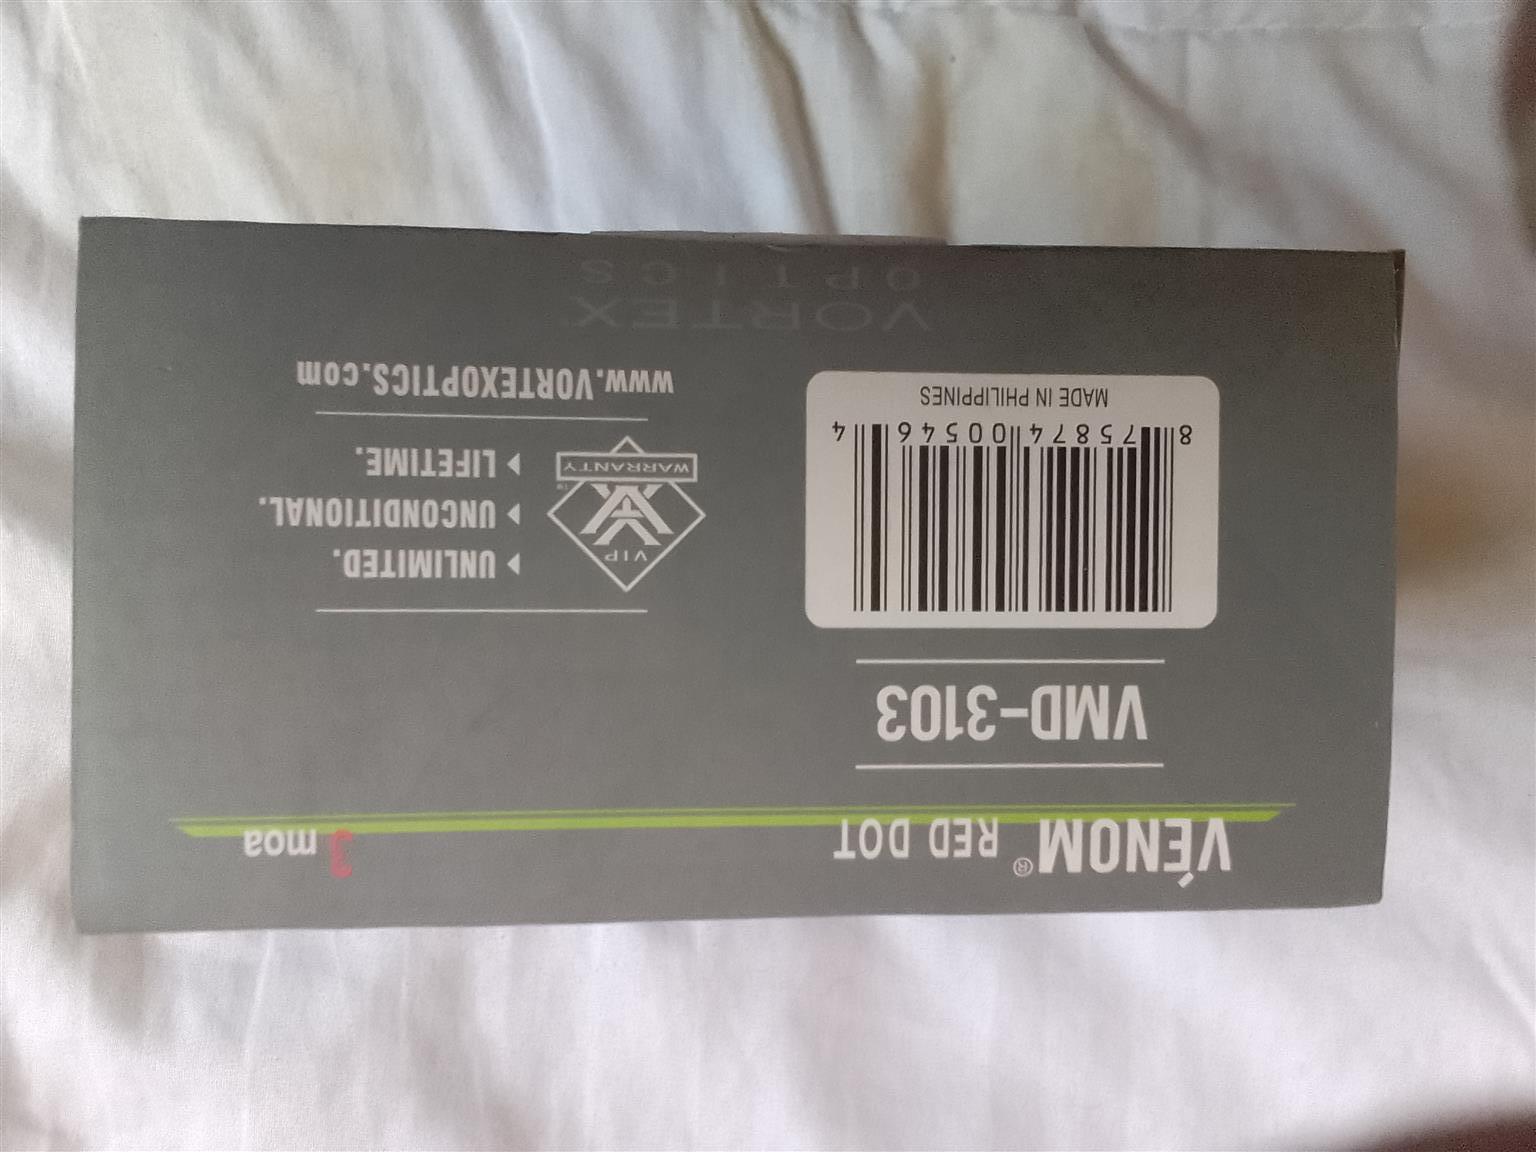 VENOM® RED DOT
3 moa
VMD-3103
8 75874 00546 4
MADE IN PHILIPPINES
VIP
WARRANTY
TM
▸ UNLIMITED.
▸ UNCONDITIONAL.
▸ LIFETIME.
www.VORTEXOPTICS.com
VORTEX
OPTICS